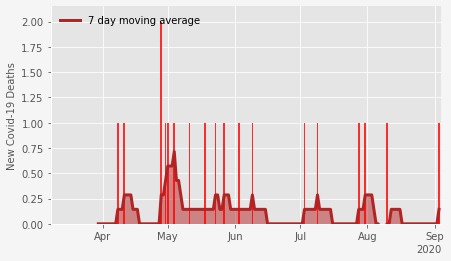 7 day moving average
New Covid-19 Deaths
2.00
1.75
1.50
1.25
1.00
0.75
0.50
0.25
0.00
Apr
May
Jun
Jul
Aug
Sep
2020